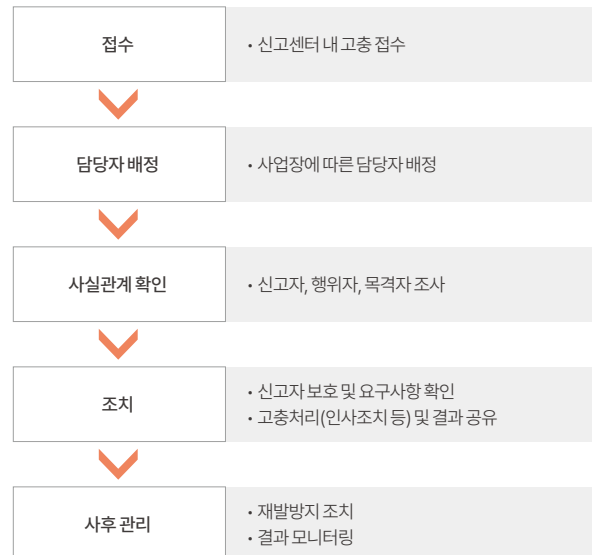 접수
• 신고센터 내 고충 접수
담당자 배정
• 사업장에 따른 담당자 배정
사실관계 확인
• 신고자, 행위자, 목격자 조사
조치
• 신고자 보호 및 요구사항 확인
• 고충처리(인사조치 등) 및 결과 공유
사후 관리
• 재발방지 조치
• 결과 모니터링